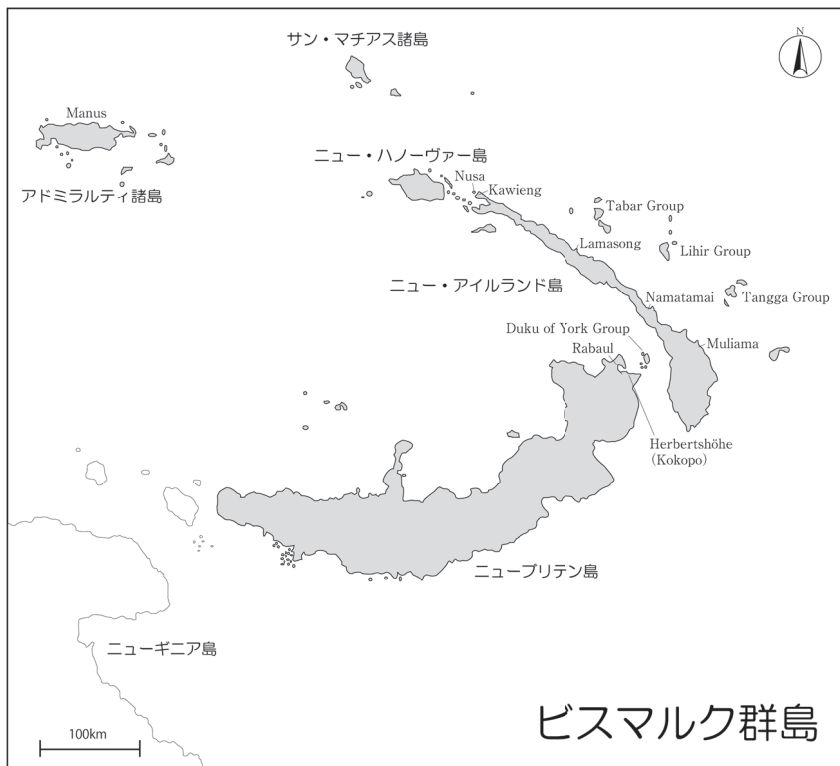 サン・マチアス諸島
N
Manus
アドミラルティ諸島
ニュー・ハノーヴァー島
Nusa
Kawieng
Tabar Group
Lamasong
Lihir Group
ニュー・アイルランド島
Namatamai
Tangga Group
Duku of York Group
Rabaul
Muliama
Herbertshöhe
(Kokopo)
ニューブリテン島
ニューギニア島
100km
ビスマルク群島